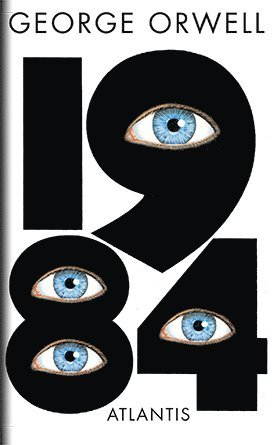 GEORGE ORWELL
19
84
ATLANTIS